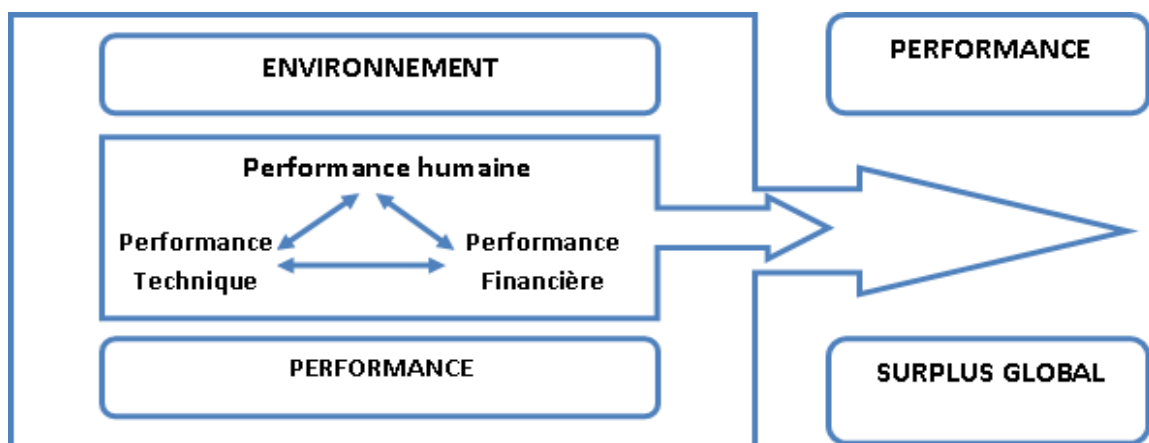 ENVIRONNEMENT
PERFORMANCE
Performance humaine
Performance
Technique
Performance
Financière
PERFORMANCE
SURPLUS GLOBAL